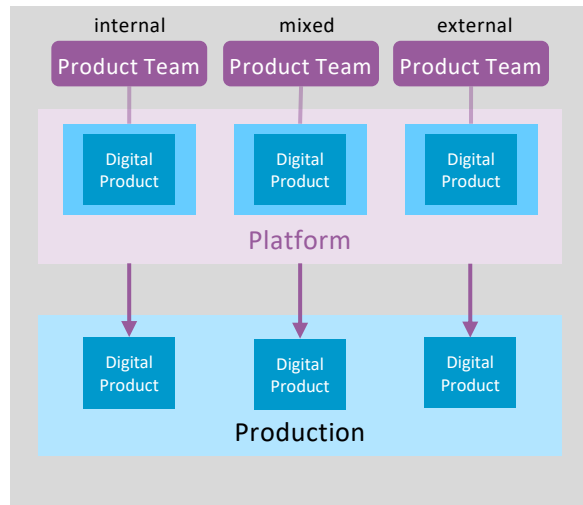 internal
mixed
external
Product Team
Product Team
Product Team
Digital
Product
Digital
Product
Digital
Product
Platform
Digital
Product
Digital
Product
Digital
Product
Production